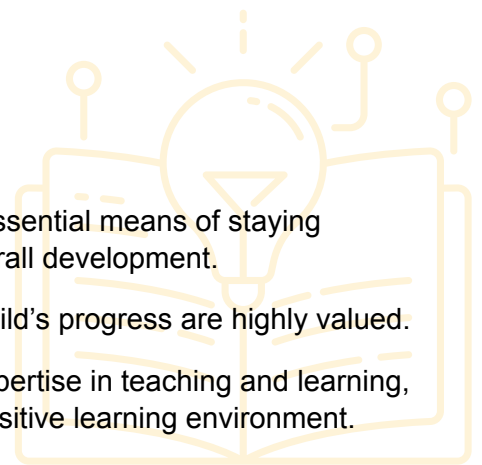 ssential means of staying
rall development.
ild's progress are highly valued.
pertise in teaching and learning,
sitive learning environment.